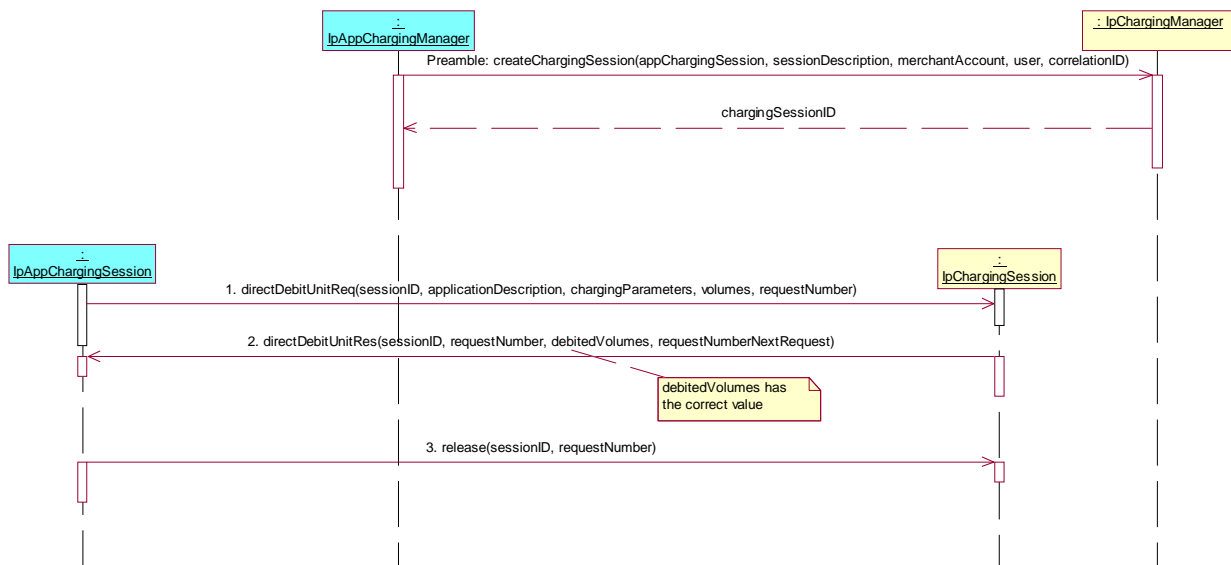 :
IpAppChargingManager
: IpChargingManager
Preamble: createChargingSession(appChargingSession, sessionDescription, merchantAccount, user, correlationID)
chargingSessionID
:
IpAppChargingSession
:
IpChargingSession
1. directDebitUnitReq(sessionID, applicationDescription, chargingParameters, volumes, requestNumber)
2. directDebitUnitRes(sessionID, requestNumber, debitedVolumes, requestNumberNextRequest)
debitedVolumes has
the correct value
3. release(sessionID, requestNumber)